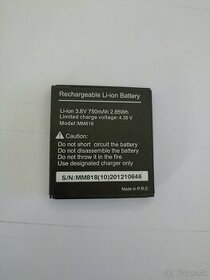 Rechargeable Li-ion Battery
Li-ion 3.8V 750mAh 2.85Wh
Limited charge voltage: 4.35 V
Model: MM818
Caution:
Do not short circuit the battery
Do not disassemble the battery
Do not dispose of in fire
Use designated charger only
Made in P.R.C.
S/N:MM818(10)201210646